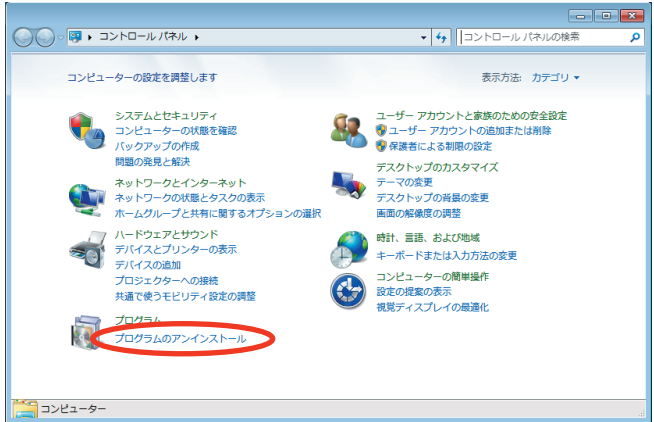 コントロール パネル
コントロール パネルの検索
コンピューターの設定を調整します
表示方法: カテゴリ
システムとセキュリティ
コンピューターの状態を確認
バックアップの作成
問題の発見と解決
ネットワークとインターネット
ネットワークの状態とタスクの表示
ホームグループと共有に関するオプションの選択
ハードウェアとサウンド
デバイスとプリンターの表示
デバイスの追加
プロジェクターへの接続
共通で使うモビリティ設定の調整
プログラム
プログラムのアンインストール
ユーザー アカウントと家族のための安全設定
ユーザー アカウントの追加または削除
保護者による制限の設定
デスクトップのカスタマイズ
テーマの変更
デスクトップの背景の変更
画面の解像度の調整
時計、言語、および地域
キーボードまたは入力方法の変更
コンピューターの簡単操作
設定の提案の表示
視覚ディスプレイの最適化
コンピューター